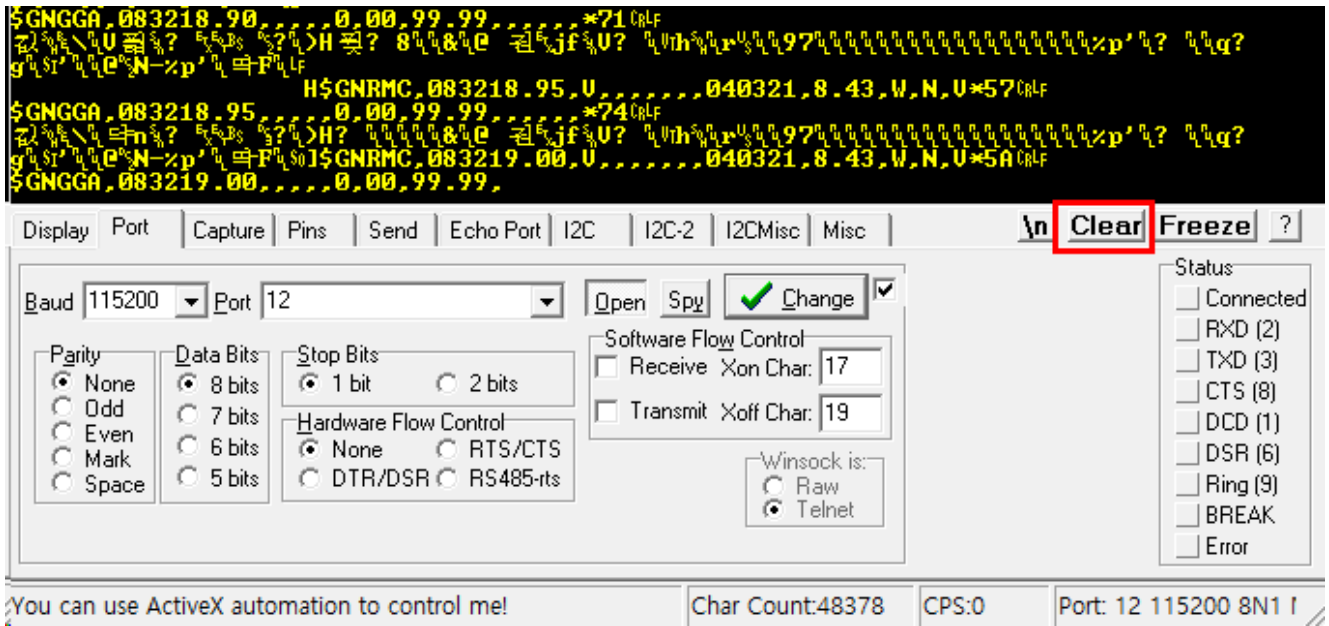 $GNGGA,083218.90,,,,,0,00,99.99,,,,,,*71
H$GNRMC,083218.95,V,,,,,,,040321,8.43,W,N,V*57
$GNGGA,083218.95,,,,,0,00,99.99,,,,,,*74
]$GNRMC,083219.00,V,,,,,,,040321,8.43,W,N,V*5A
$GNGGA,083219.00,,,,,0,00,99.99,
Display Port Capture Pins Send Echo Port I2C I2C-2 I2CMisc Misc \n Clear Freeze ?
Baud 115200 Port 12 Open Spy Change
Parity
None
Odd
Even
Mark
Space
Data Bits
8 bits
7 bits
6 bits
5 bits
Stop Bits
1 bit 2 bits
Hardware Flow Control
None RTS/CTS
DTR/DSR RS485-rts
Software Flow Control
Receive Xon Char: 17
Transmit Xoff Char: 19
Winsock is:
Raw
Telnet
Status
Connected
RXD (2)
TXD (3)
CTS (8)
DCD (1)
DSR (6)
Ring (9)
BREAK
Error
You can use ActiveX automation to control me! Char Count:48378 CPS:0 Port: 12 115200 8N1